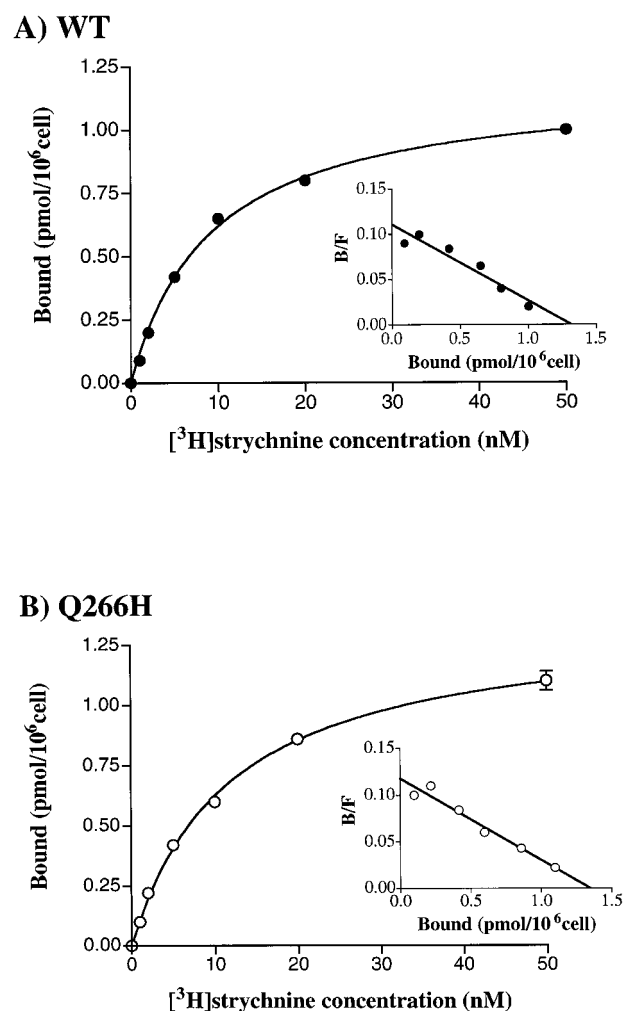 A) WT
1.25
1.00
0.75
0.50
0.25
0.00
Bound (pmol/10⁶cell)
0 10 20 30 40 50
[³H]strychnine concentration (nM)
0.15
0.10
0.05
0.00
B/F
0.0 0.5 1.0 1.5
Bound (pmol/10⁶cell)
B) Q266H
1.25
1.00
0.75
0.50
0.25
0.00
Bound (pmol/10⁶cell)
0 10 20 30 40 50
[³H]strychnine concentration (nM)
0.15
0.10
0.05
0.00
B/F
0.0 0.5 1.0 1.5
Bound (pmol/10⁶cell)